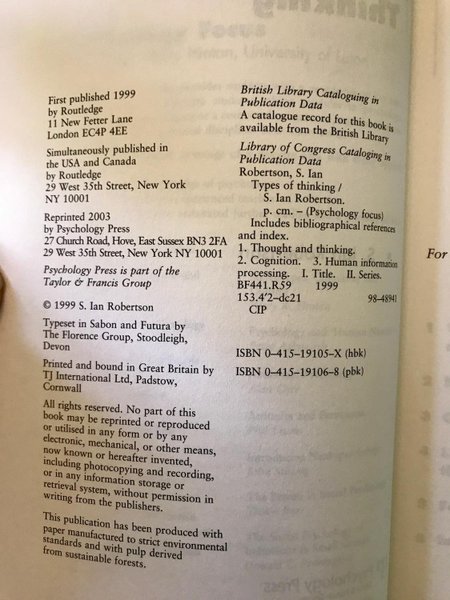 First published 1999
by Routledge
11 New Fetter Lane
London EC4P 4EE
Simultaneously published in
the USA and Canada
by Routledge
29 West 35th Street, New York
NY 10001
Reprinted 2003
by Psychology Press
27 Church Road, Hove, East Sussex BN3 2FA
29 West 35th Street, New York NY 10001
Psychology Press is part of the
Taylor & Francis Group
© 1999 S. Ian Robertson
Typeset in Sabon and Futura by
The Florence Group, Stoodleigh,
Devon
Printed and bound in Great Britain by
TJ International Ltd, Padstow,
Cornwall
All rights reserved. No part of this
book may be reprinted or reproduced
or utilised in any form or by any
electronic, mechanical, or other means,
now known or hereafter invented,
including photocopying and recording,
or in any information storage or
retrieval system, without permission in
writing from the publishers.
This publication has been produced with
paper manufactured to strict environmental
standards and with pulp derived
from sustainable forests.
British Library Cataloguing in
Publication Data
A catalogue record for this book is
available from the British Library
Library of Congress Cataloging in
Publication Data
Robertson, S. Ian
Types of thinking /
S. Ian Robertson.
p. cm. – (Psychology focus)
Includes bibliographical references
and index.
1. Thought and thinking.
2. Cognition. 3. Human information
processing. I. Title. II. Series.
BF441.R59 1999
153.4'2–dc21 98-48941
CIP
ISBN 0–415–19105–X (hbk)
ISBN 0–415–19106–8 (pbk)
For